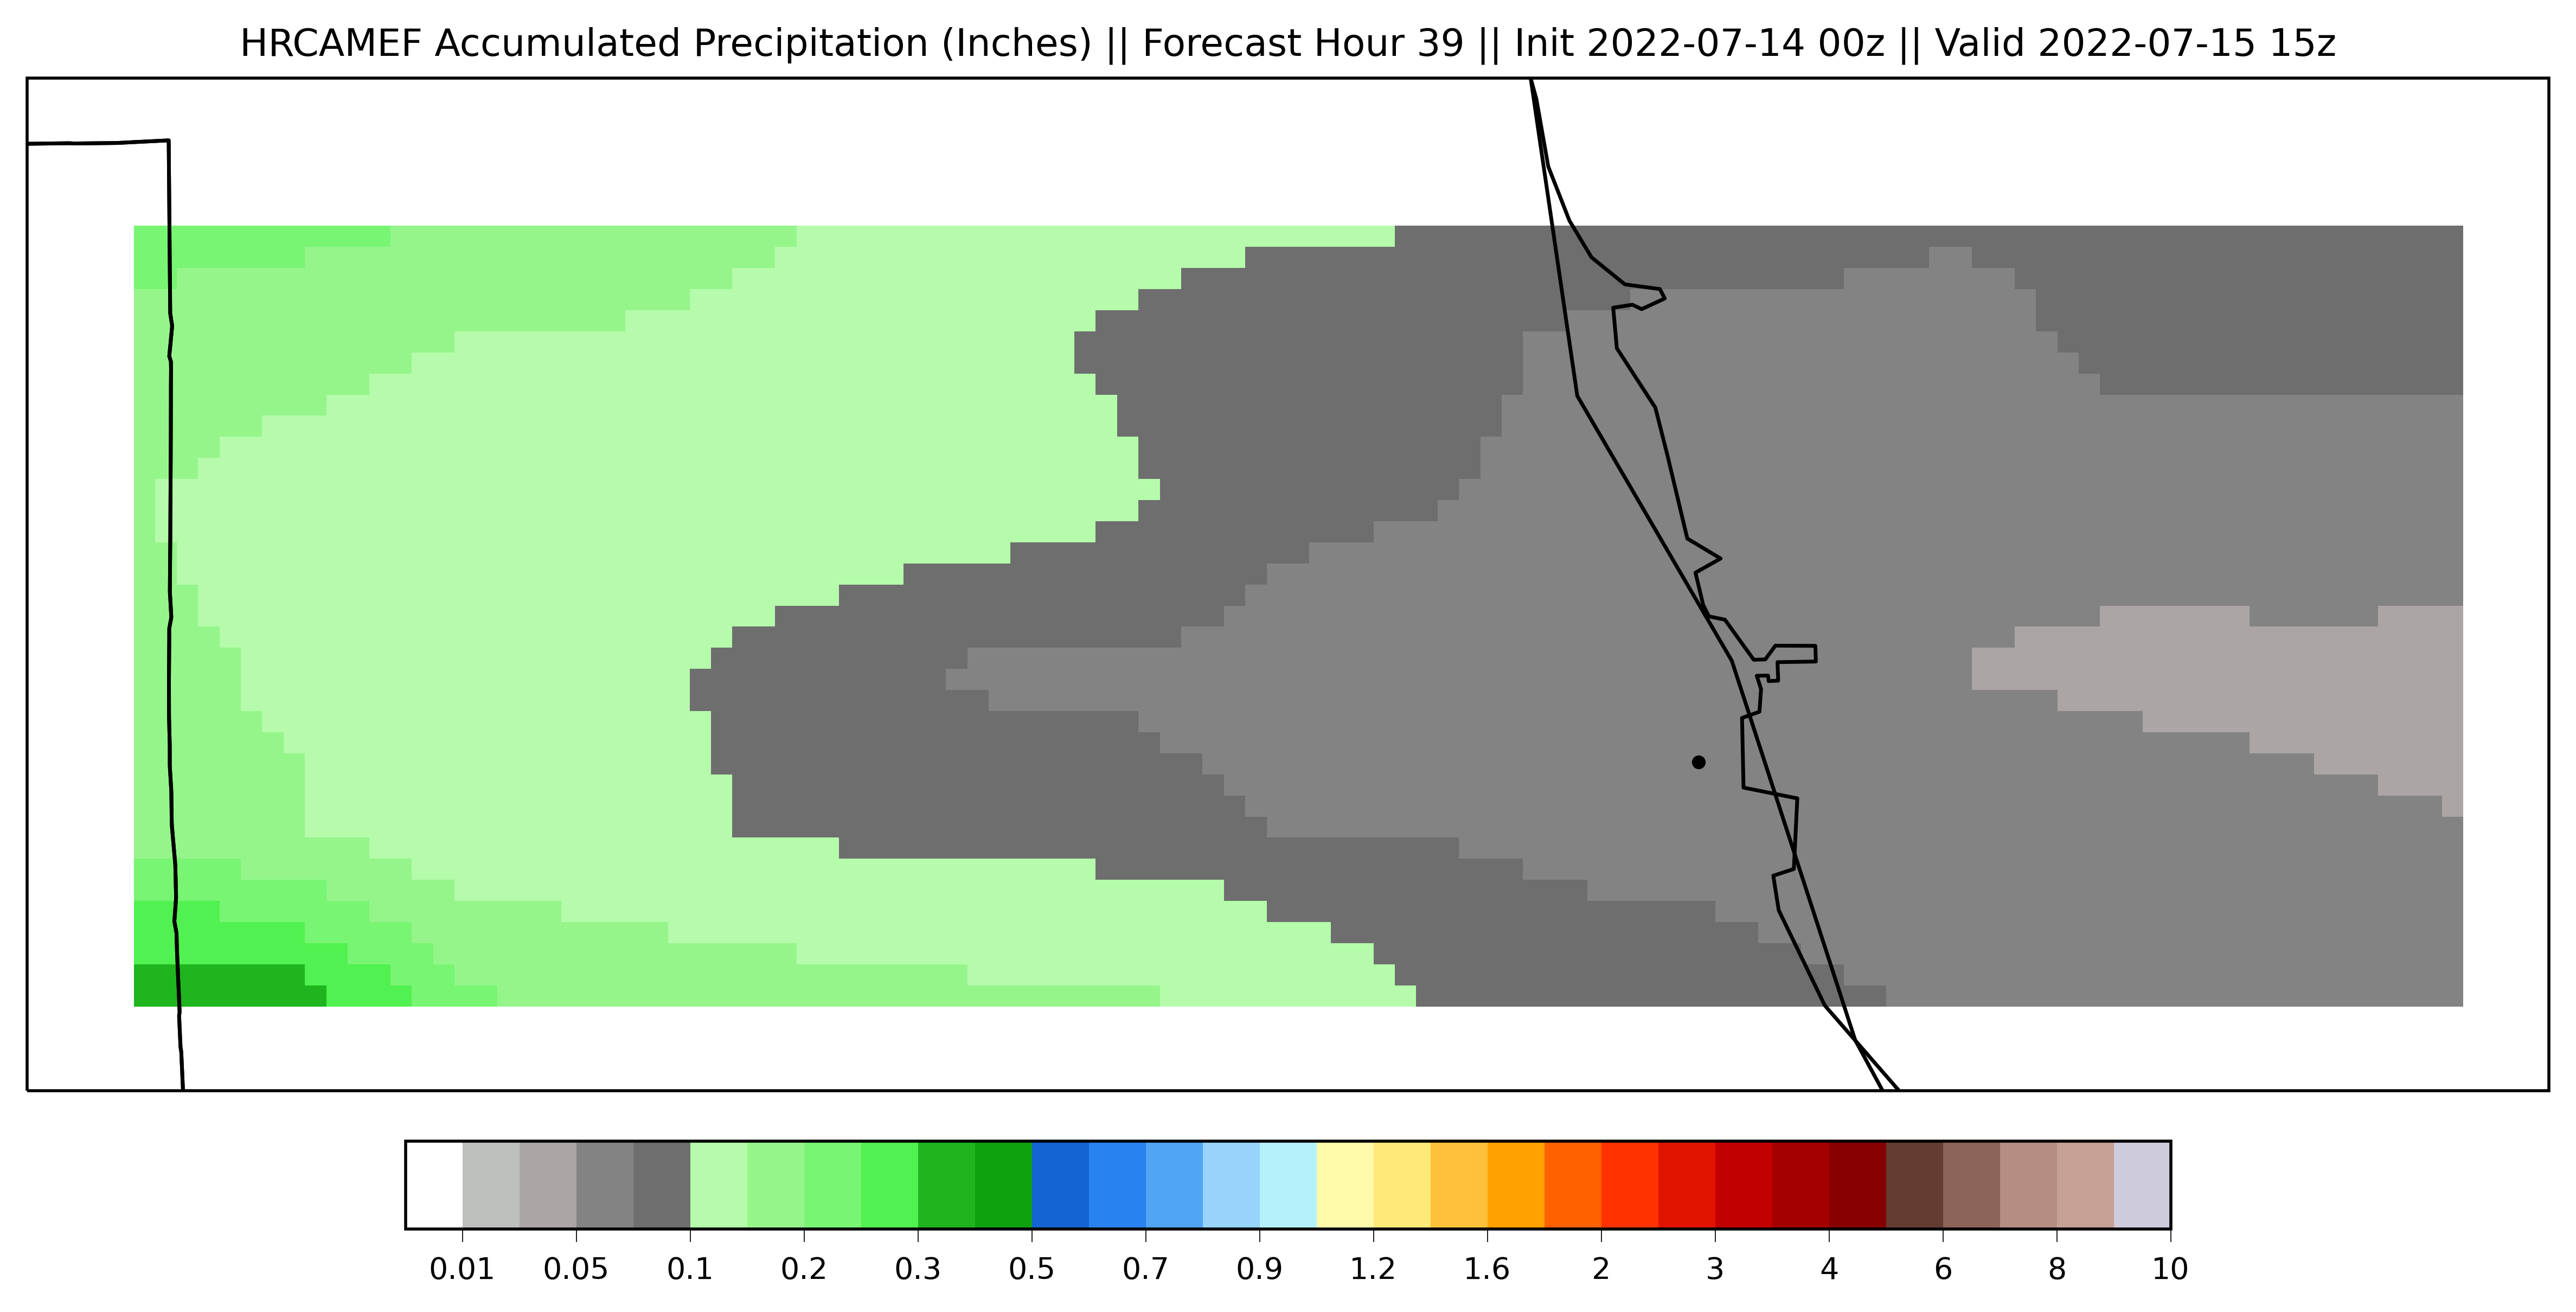 HRCAMEF Accumulated Precipitation (Inches) || Forecast Hour 39 || Init 2022-07-14 00z || Valid 2022-07-15 15z
0.01 0.05 0.1 0.2 0.3 0.5 0.7 0.9 1.2 1.6 2 3 4 6 8 10